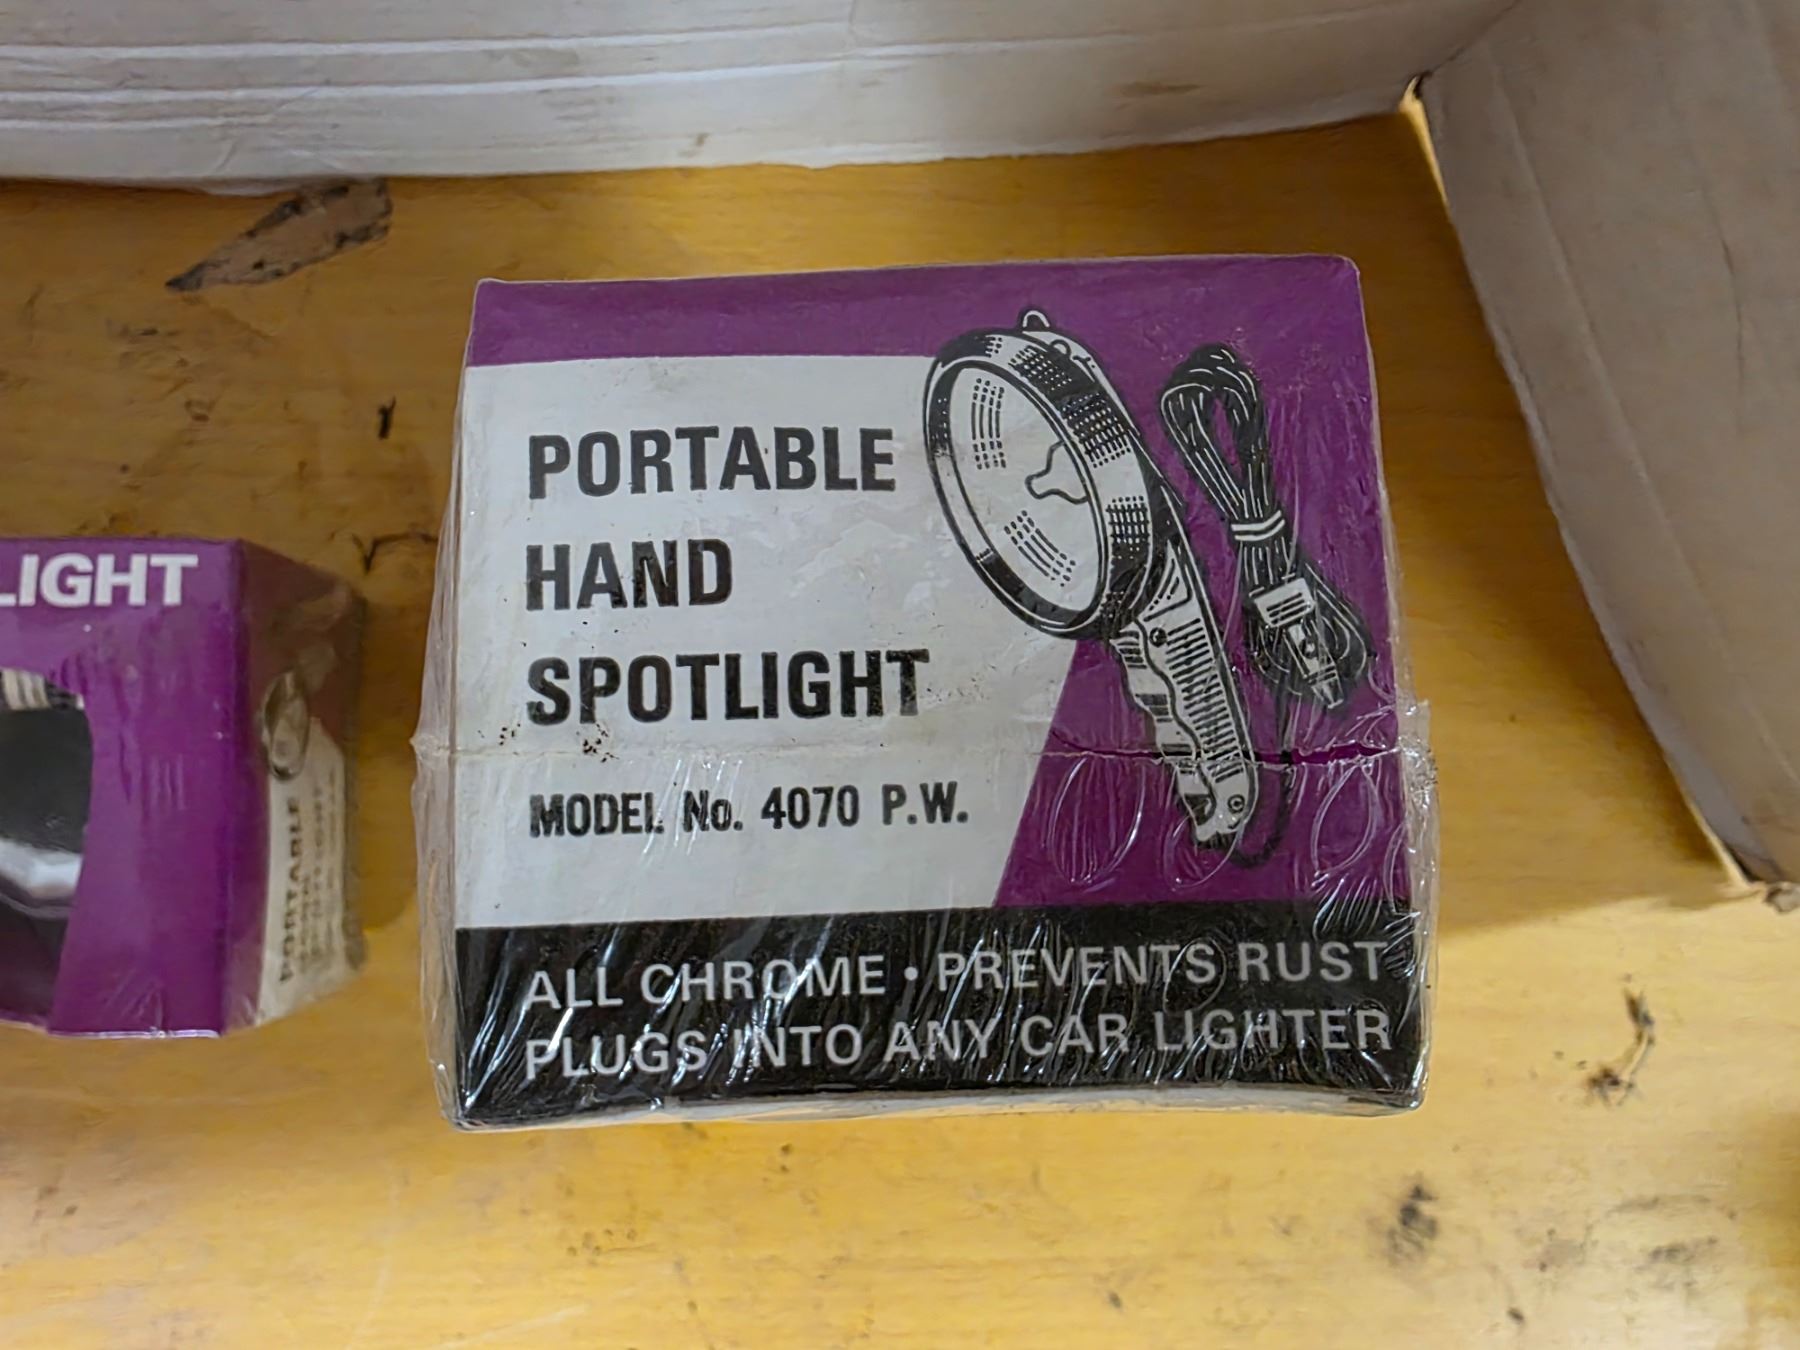 PORTABLE
HAND
SPOTLIGHT
MODEL No. 4070 P.W.
ALL CHROME • PREVENTS RUST
PLUGS INTO ANY CAR LIGHTER
LIGHT
PORTABLE